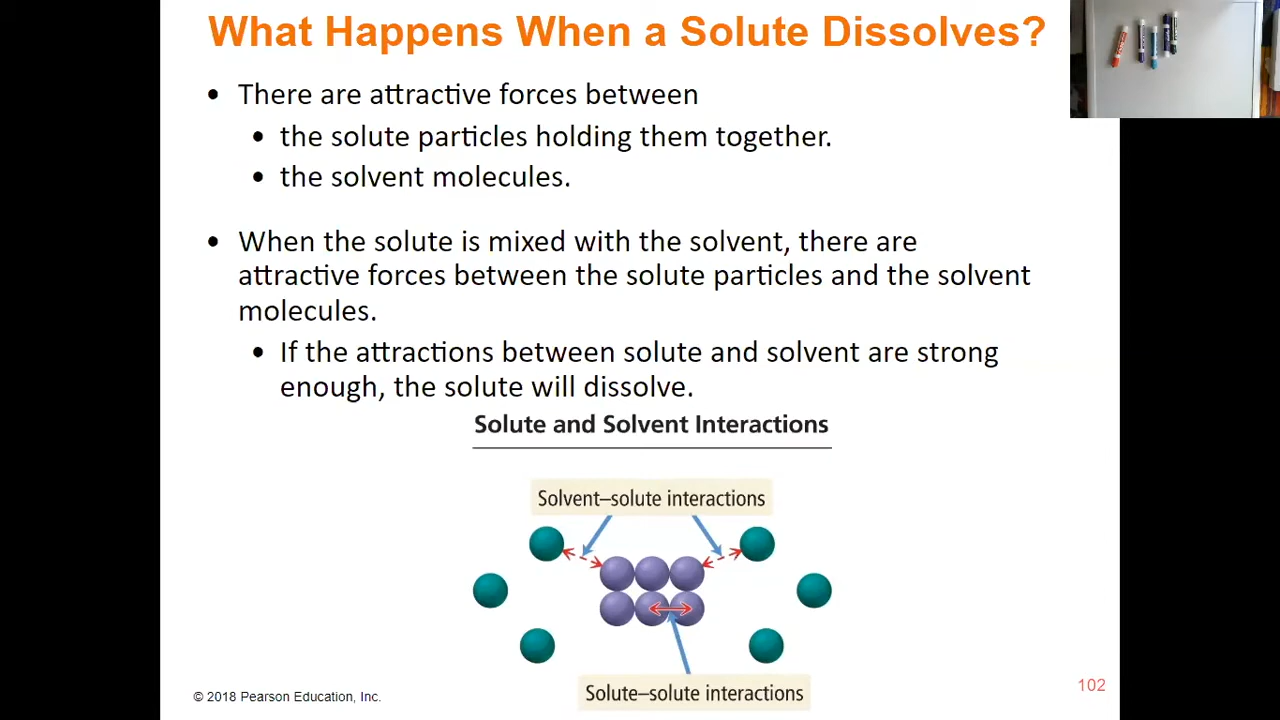 What Happens When a Solute Dissolves?
• There are attractive forces between
• the solute particles holding them together.
• the solvent molecules.
• When the solute is mixed with the solvent, there are
attractive forces between the solute particles and the solvent
molecules.
• If the attractions between solute and solvent are strong
enough, the solute will dissolve.
Solute and Solvent Interactions
Solvent–solute interactions
Solute–solute interactions
© 2018 Pearson Education, Inc.
102